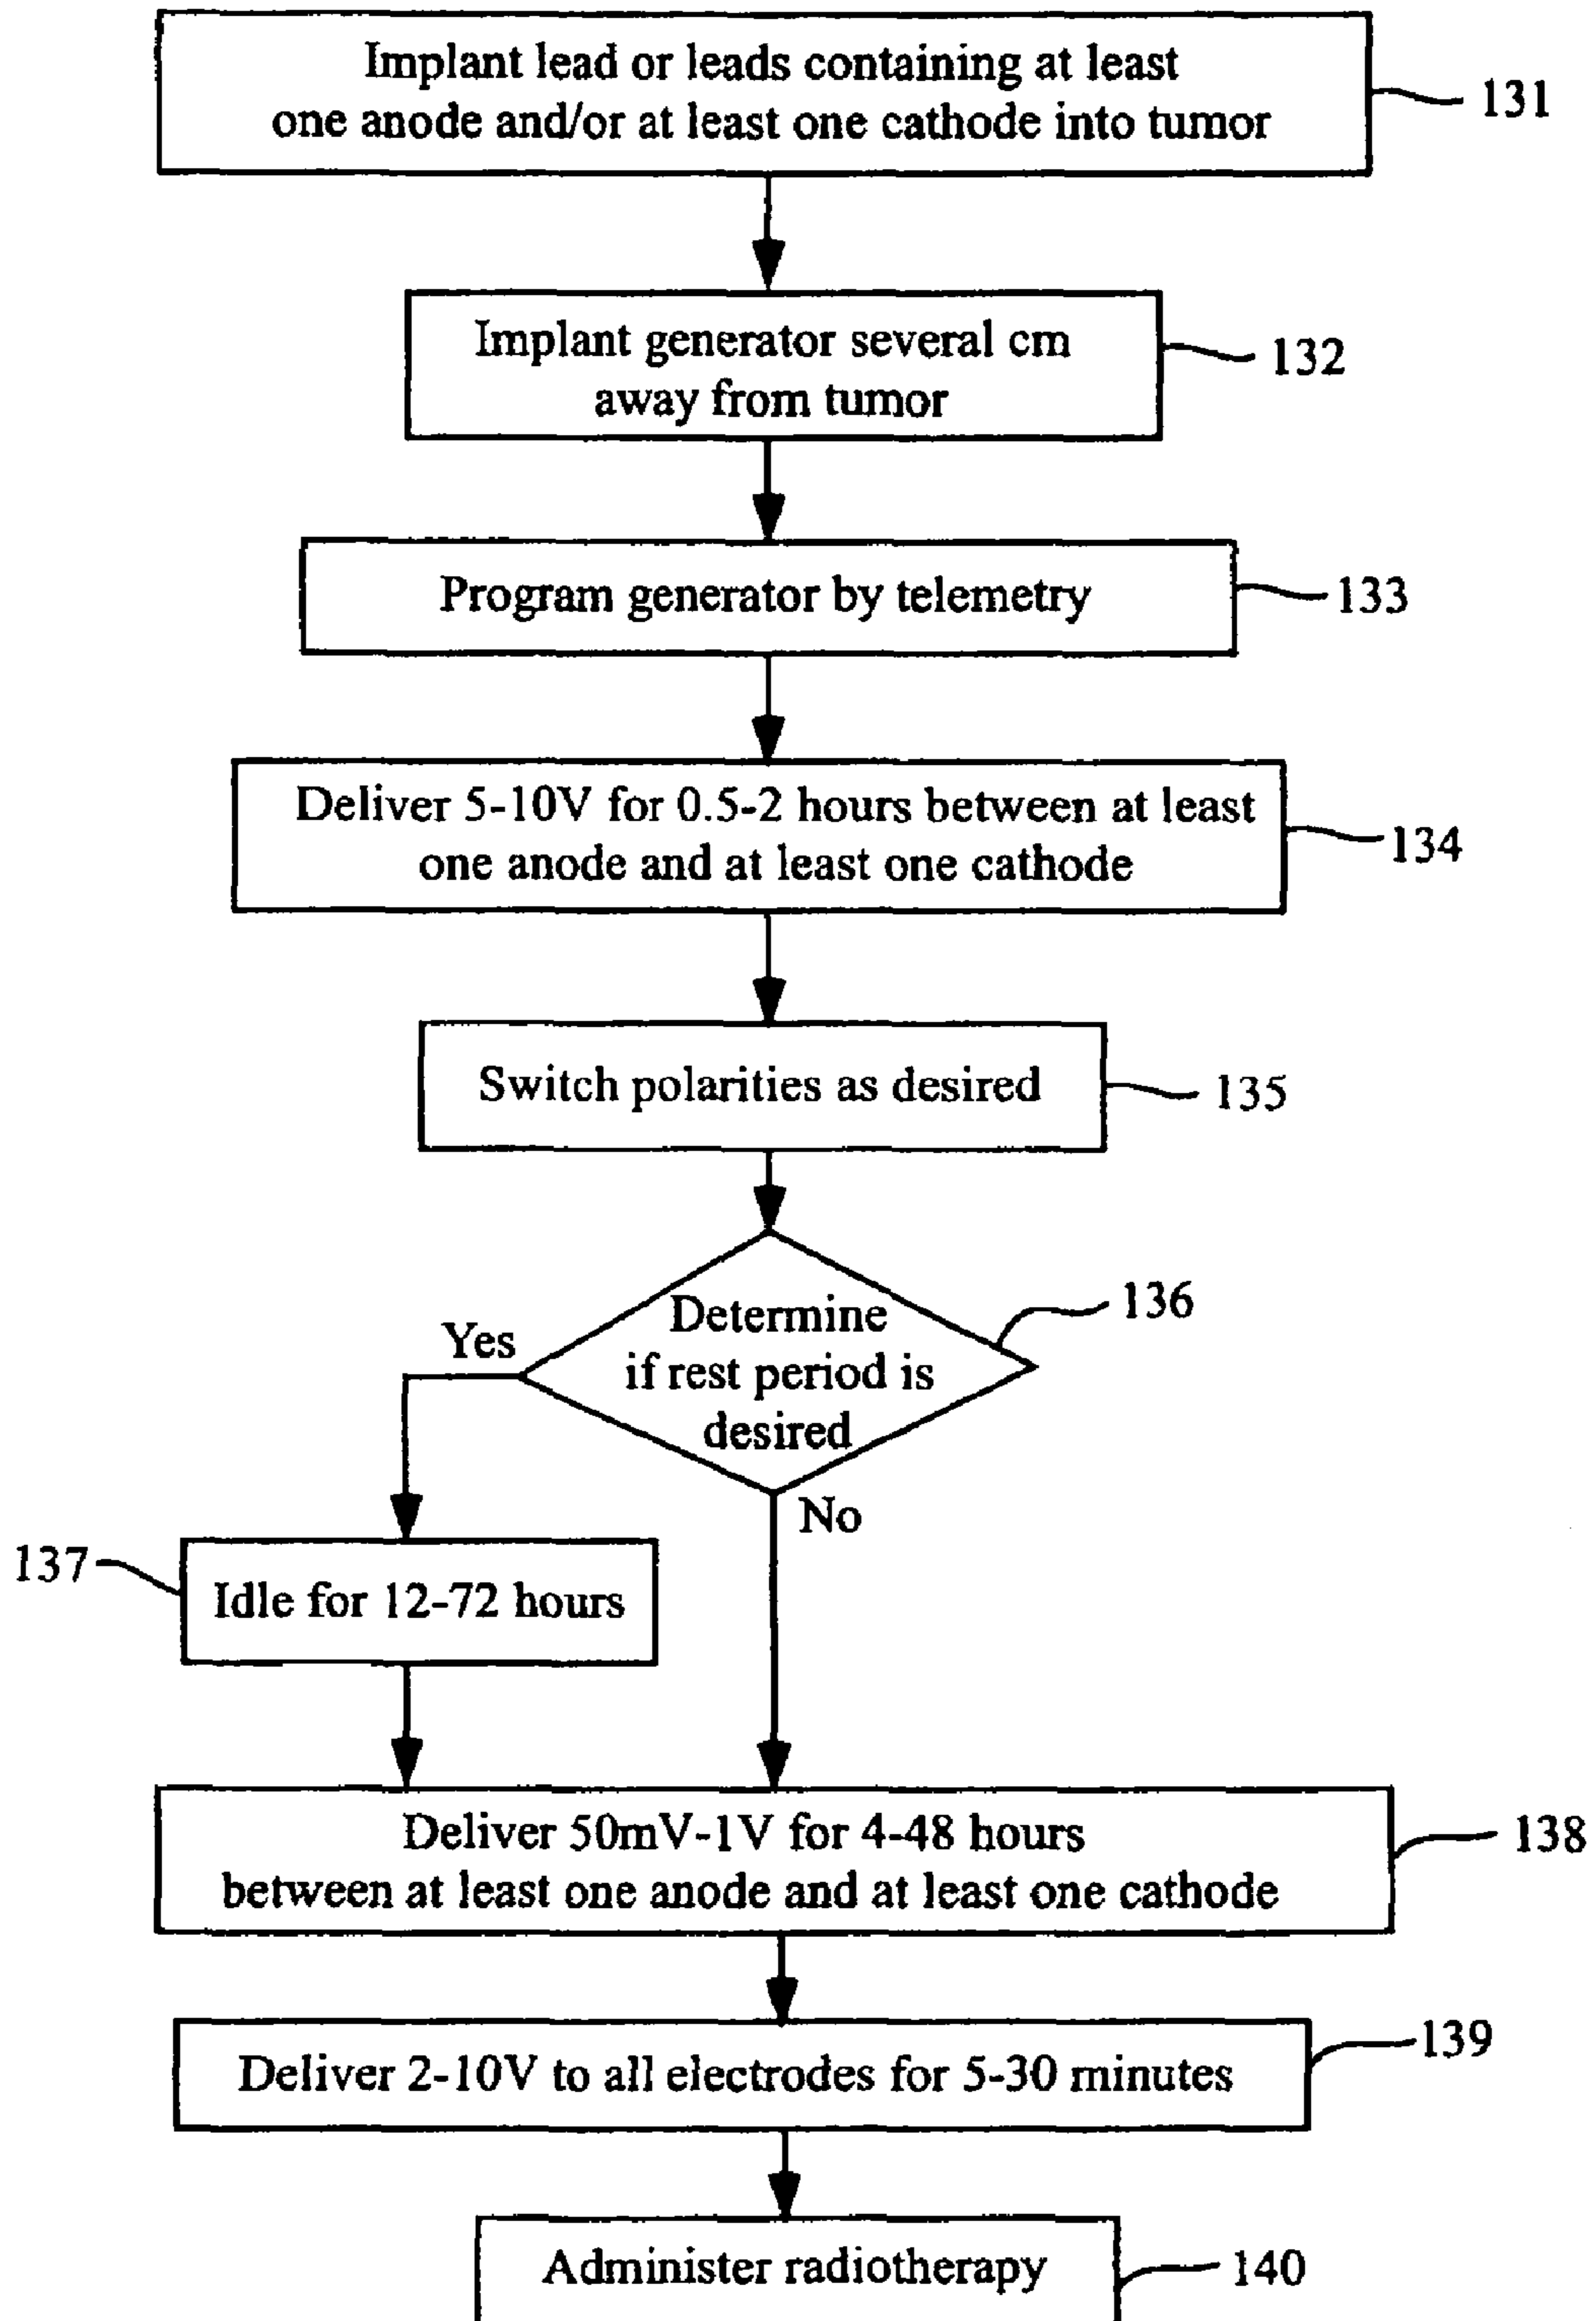 Implant lead or leads containing at least
one anode and/or at least one cathode into tumor
131
Implant generator several cm
away from tumor
132
Program generator by telemetry
133
Deliver 5-10V for 0.5-2 hours between at least
one anode and at least one cathode
134
Switch polarities as desired
135
Determine
if rest period is
desired
136
Yes
No
137
Idle for 12-72 hours
Deliver 50mV-1V for 4-48 hours
between at least one anode and at least one cathode
138
Deliver 2-10V to all electrodes for 5-30 minutes
139
Administer radiotherapy
140